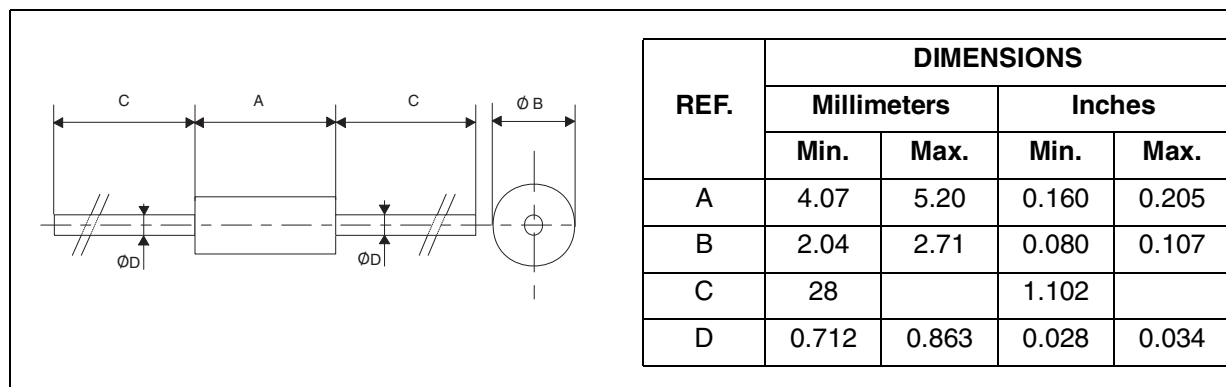 C A C Ø B
ØD ØD
REF. DIMENSIONS
Millimeters Inches
Min. Max. Min. Max.
A 4.07 5.20 0.160 0.205
B 2.04 2.71 0.080 0.107
C 28 1.102
D 0.712 0.863 0.028 0.034